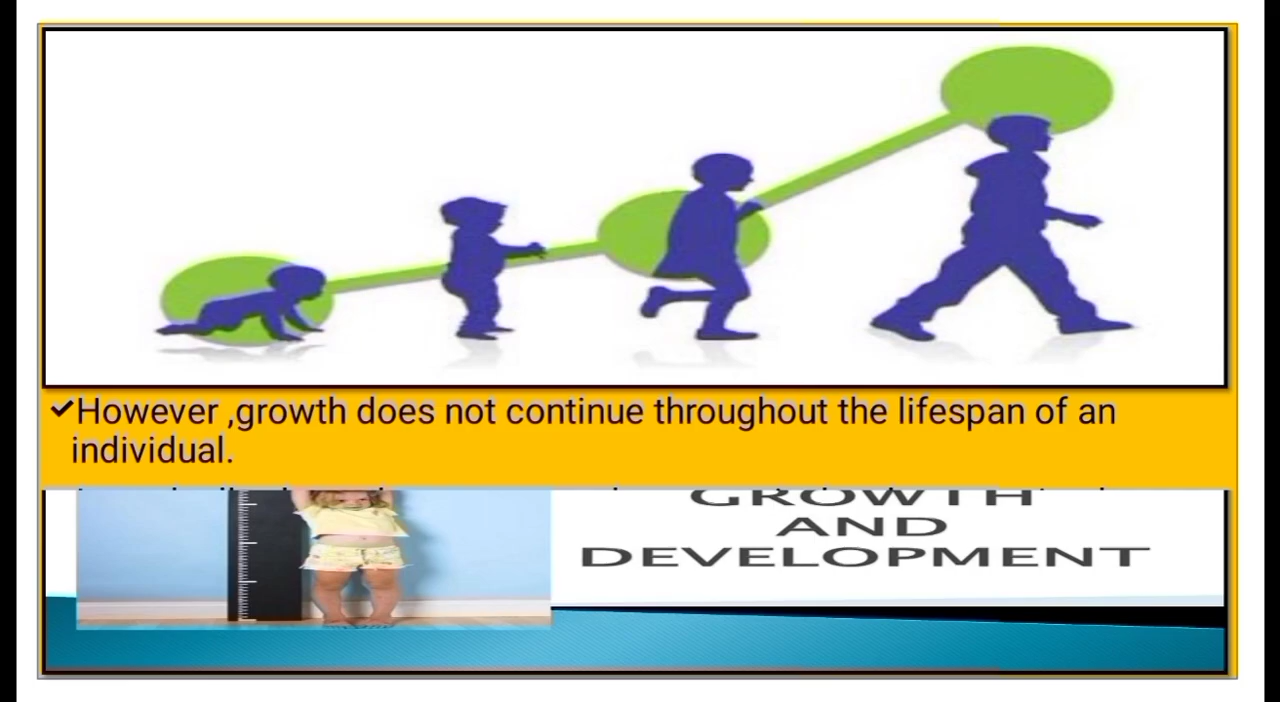 ✔However ,growth does not continue throughout the lifespan of an
individual.
GROWTH
AND
DEVELOPMENT